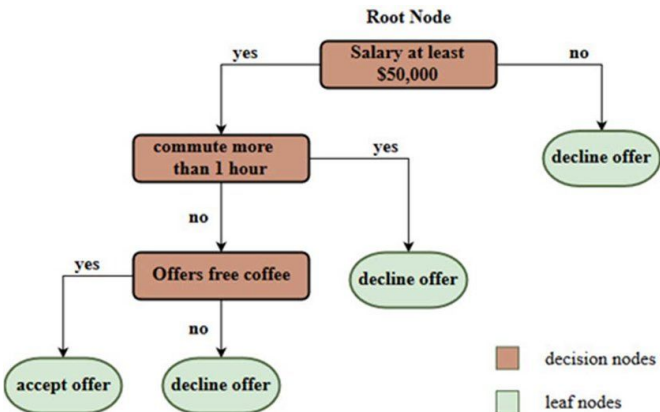 Root Node
yes
Salary at least
$50,000
no
commute more
than 1 hour
yes
decline offer
no
yes
Offers free coffee
decline offer
no
accept offer
decline offer
decision nodes
leaf nodes